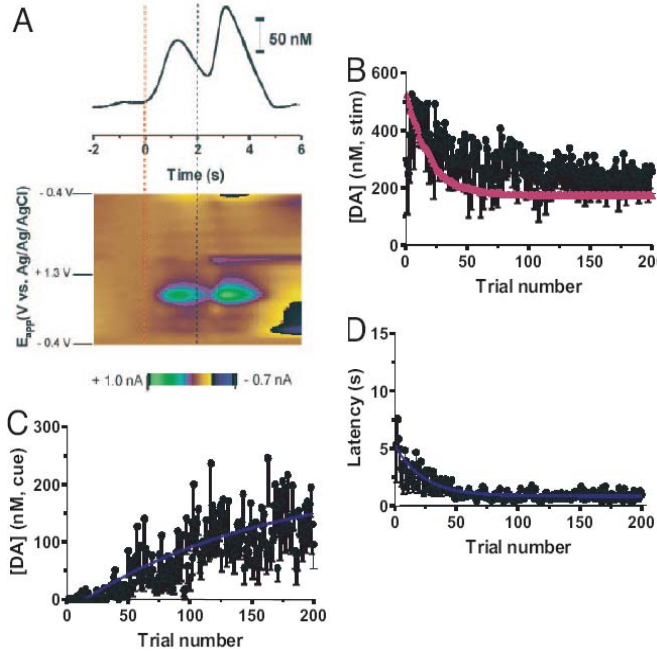 A
50 nM
-2 0 2 4 6
Time (s)
- 0.4 V
+ 1.3 V
- 0.4 V
E_app(V vs. Ag/Ag/AgCl)
+ 1.0 nA - 0.7 nA
B
600
400
200
0
[DA] (nM, stim)
0 50 100 150 200
Trial number
C
300
200
100
0
[DA] (nM, cue)
0 50 100 150 200
Trial number
D
15
10
5
0
Latency (s)
0 50 100 150 200
Trial number